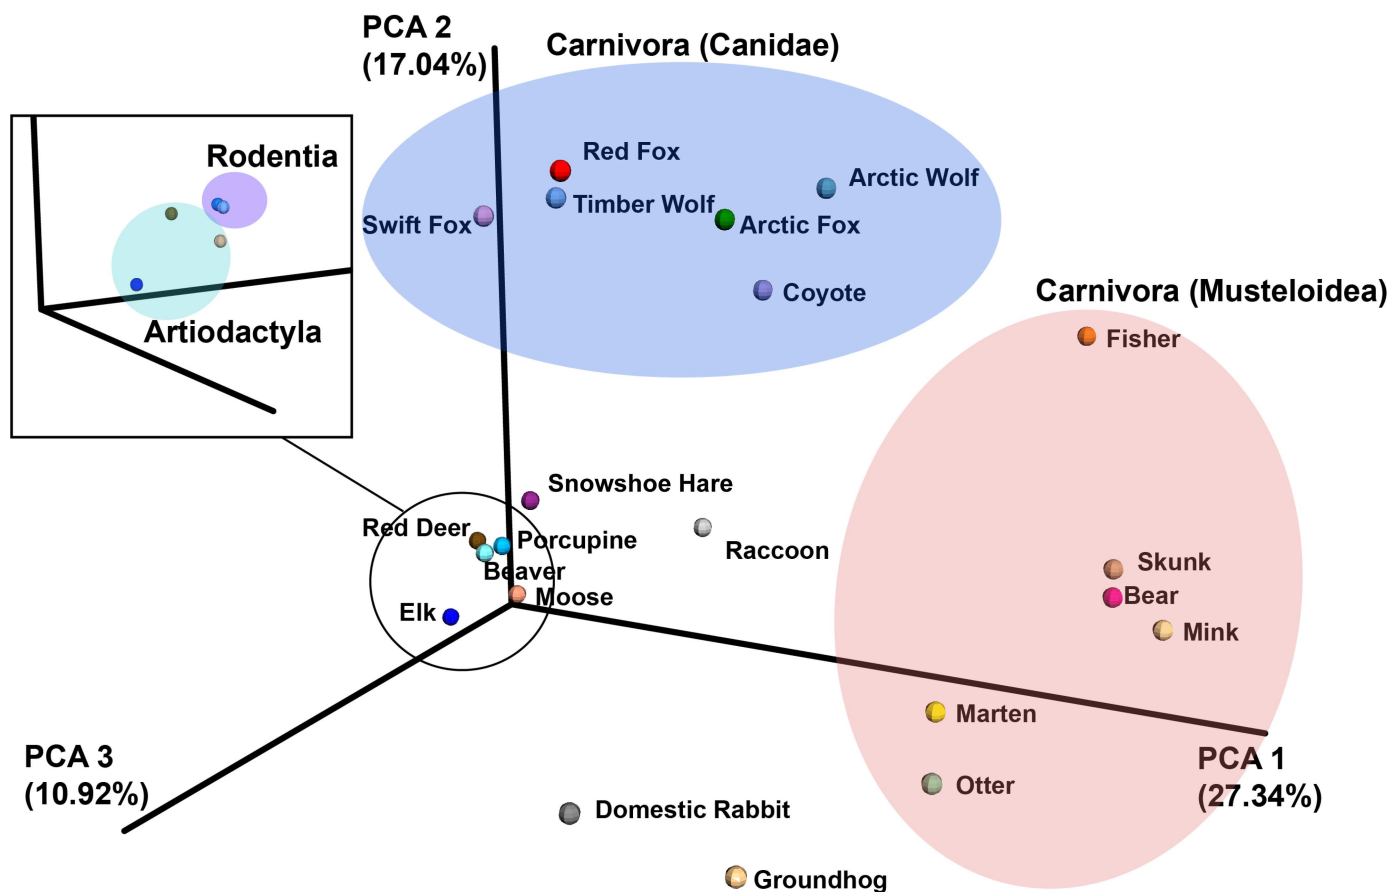 PCA 2
(17.04%)
Carnivora (Canidae)
Rodentia
Artiodactyla
Red Fox
Arctic Wolf
Timber Wolf
Swift Fox
Arctic Fox
Coyote
Carnivora (Musteloidea)
Fisher
Snowshoe Hare
Red Deer
Porcupine
Raccoon
Beaver
Moose
Elk
Skunk
Bear
Mink
Marten
PCA 3
(10.92%)
PCA 1
(27.34%)
Otter
Domestic Rabbit
Groundhog